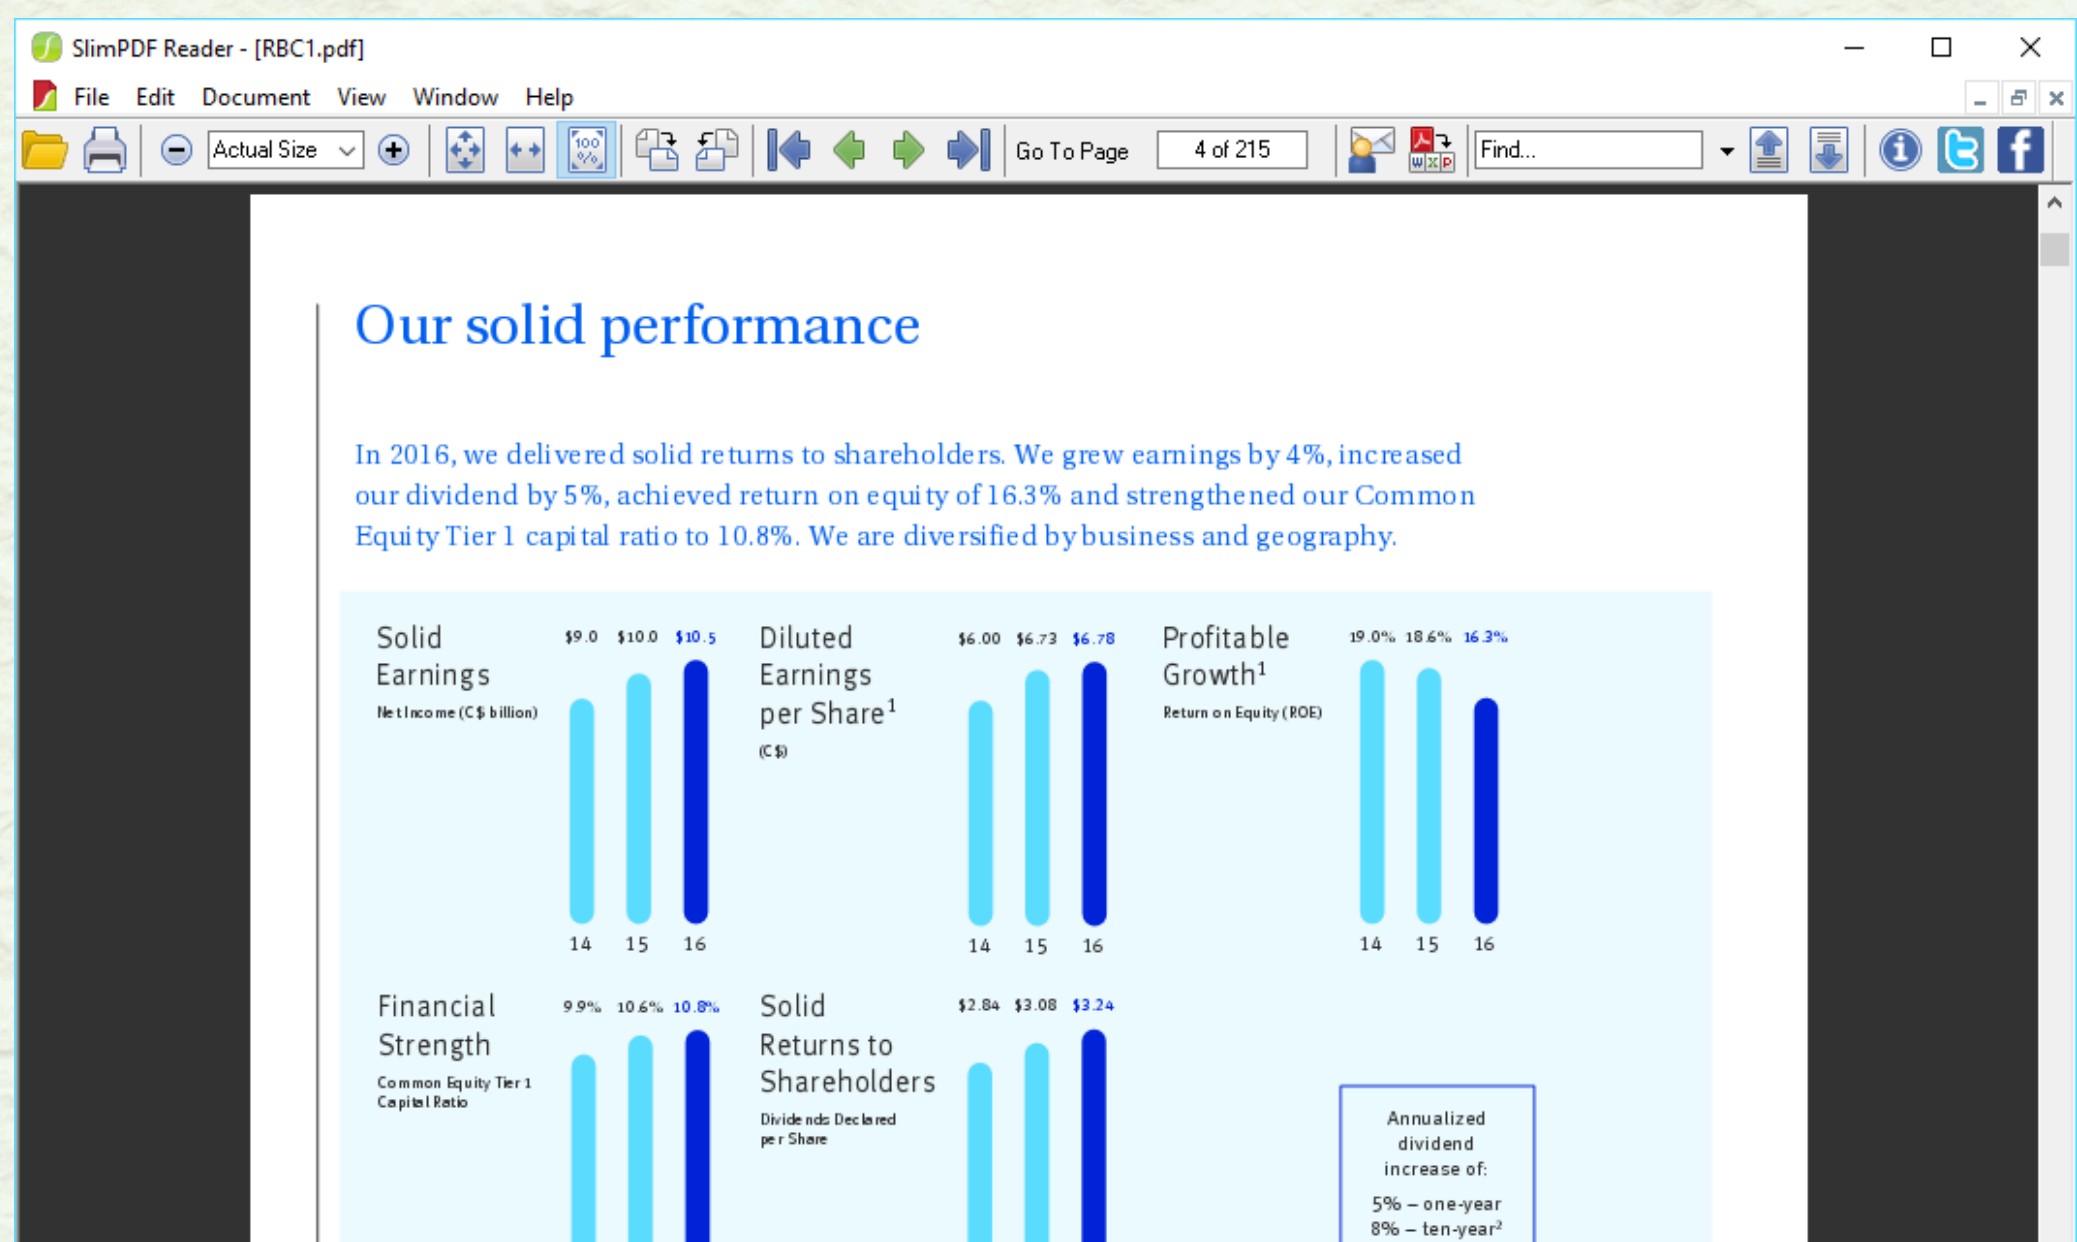 SlimPDF Reader - [RBC1.pdf]
File Edit Document View Window Help
Actual Size
100 %
Go To Page
4 of 215
W X P
Find...
Our solid performance
In 2016, we delivered solid returns to shareholders. We grew earnings by 4%, increased
our dividend by 5%, achieved return on equity of 16.3% and strengthened our Common
Equity Tier 1 capital ratio to 10.8%. We are diversified by business and geography.
Solid
Earnings
Net Income (C$ billion)
$9.0 $10.0 $10.5
14 15 16
Diluted
Earnings
per Share¹
(C$)
$6.00 $6.73 $6.78
14 15 16
Profitable
Growth¹
Return on Equity (ROE)
19.0% 18.6% 16.3%
14 15 16
Financial
Strength
Common Equity Tier 1
Capital Ratio
9.9% 10.6% 10.8%
Solid
Returns to
Shareholders
Dividends Declared
per Share
$2.84 $3.08 $3.24
Annualized
dividend
increase of:
5% – one-year
8% – ten-year²